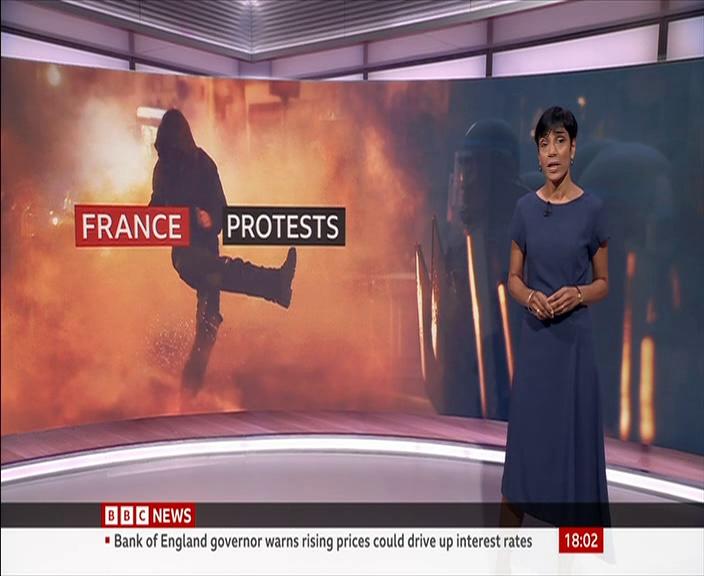 FRANCE PROTESTS
BBC NEWS
Bank of England governor warns rising prices could drive up interest rates
18:02